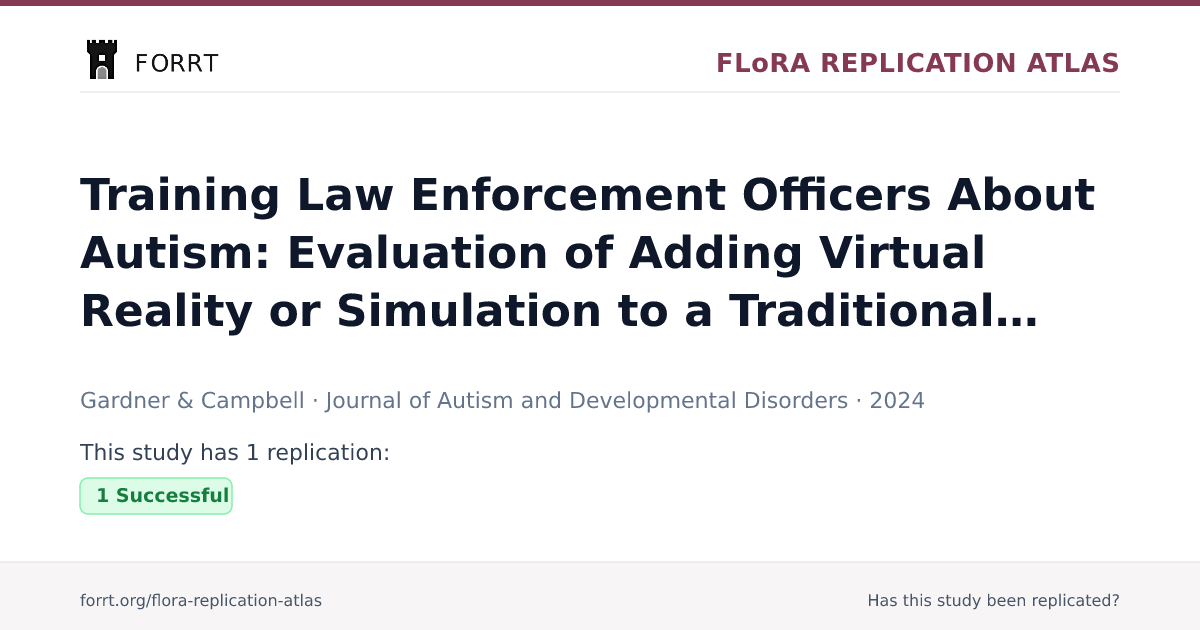 FORRT
FLoRA REPLICATION ATLAS
Training Law Enforcement Officers About
Autism: Evaluation of Adding Virtual
Reality or Simulation to a Traditional…
Gardner & Campbell · Journal of Autism and Developmental Disorders · 2024
This study has 1 replication:
1 Successful
forrt.org/flora-replication-atlas
Has this study been replicated?